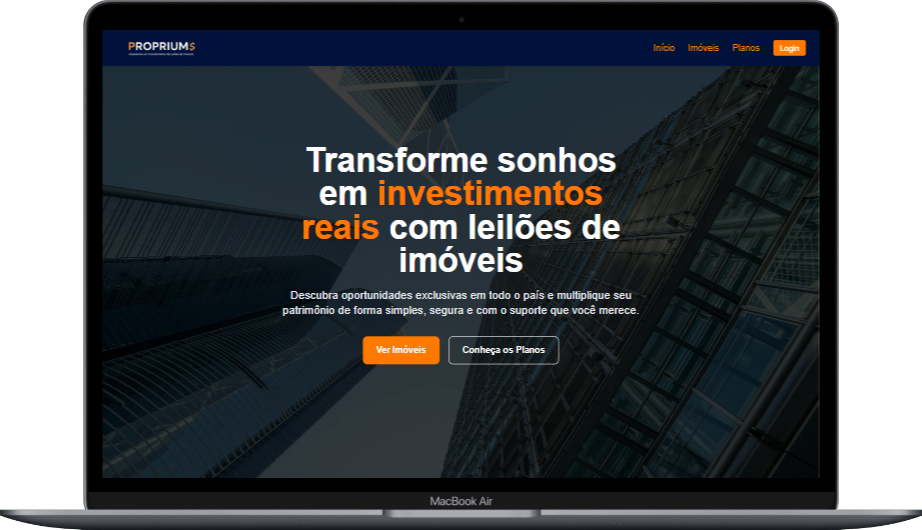 PROPRIUMS
Início Imóveis Planos Login
Transforme sonhos
em investimentos
reais com leilões de
imóveis
Descubra oportunidades exclusivas em todo o país e multiplique seu
patrimônio de forma simples, segura e com o suporte que você merece.
Ver Imóveis Conheça os Planos
MacBook Air